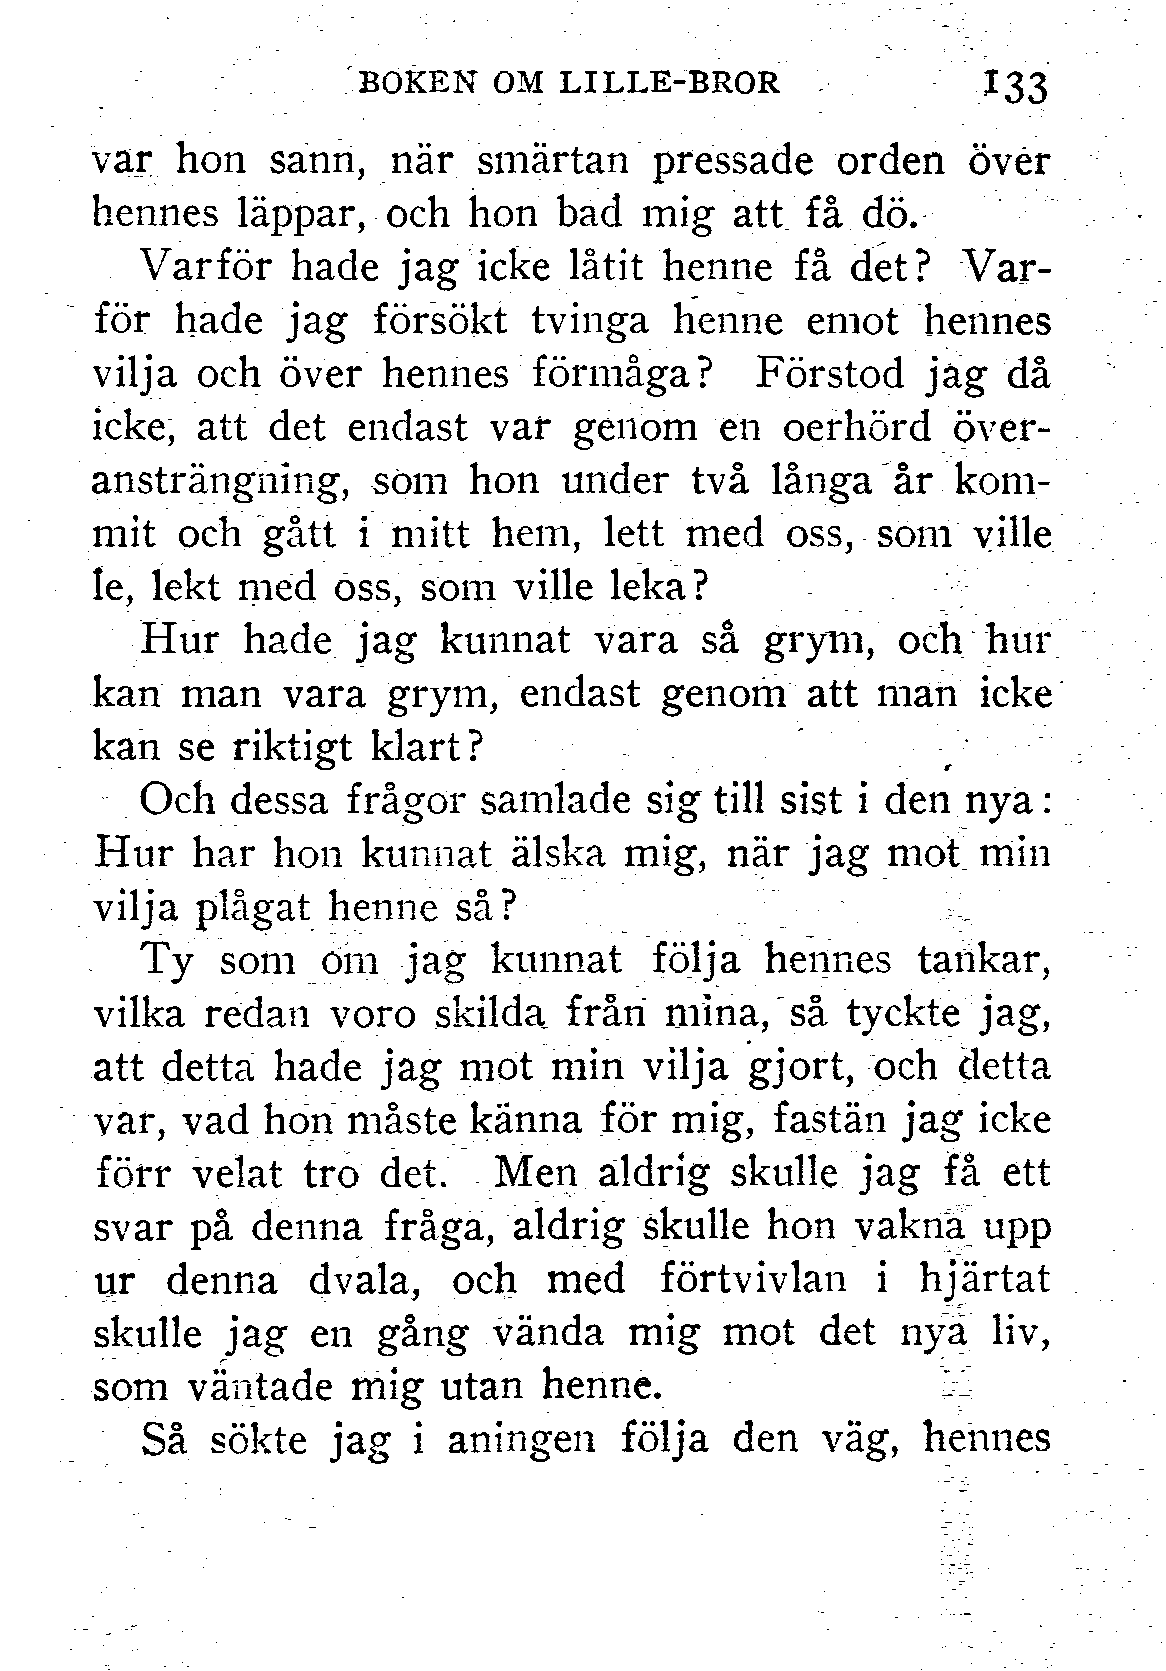 BOKEN OM LILLE-BROR 133
var hon sann, när smärtan pressade orden över
hennes läppar, och hon bad mig att få dö.
Varför hade jag icke låtit henne få det? Var-
för hade jag försökt tvinga henne emot hennes
vilja och över hennes förmåga? Förstod jag då
icke, att det endast var genom en oerhörd över-
ansträngning, som hon under två långa år kom-
mit och gått i mitt hem, lett med oss, som ville
le, lekt med oss, som ville leka?
Hur hade jag kunnat vara så grym, och hur
kan man vara grym, endast genom att man icke
kan se riktigt klart?
Och dessa frågor samlade sig till sist i den nya:
Hur har hon kunnat älska mig, när jag mot min
vilja plågat henne så?
Ty som om jag kunnat följa hennes tankar,
vilka redan voro skilda från mina, så tyckte jag,
att detta hade jag mot min vilja gjort, och detta
var, vad hon måste känna för mig, fastän jag icke
förr velat tro det. Men aldrig skulle jag få ett
svar på denna fråga, aldrig skulle hon vakna upp
ur denna dvala, och med förtvivlan i hjärtat
skulle jag en gång vända mig mot det nya liv,
som väntade mig utan henne.
Så sökte jag i aningen följa den väg, hennes